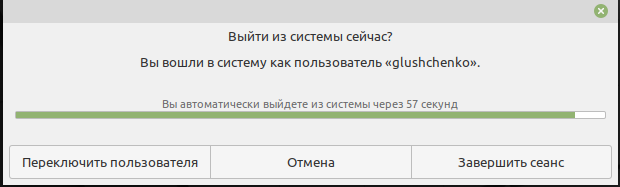 Выйти из системы сейчас?
Вы вошли в систему как пользователь «glushchenko».
Вы автоматически выйдете из системы через 57 секунд
Переключить пользователя
Отмена
Завершить сеанс